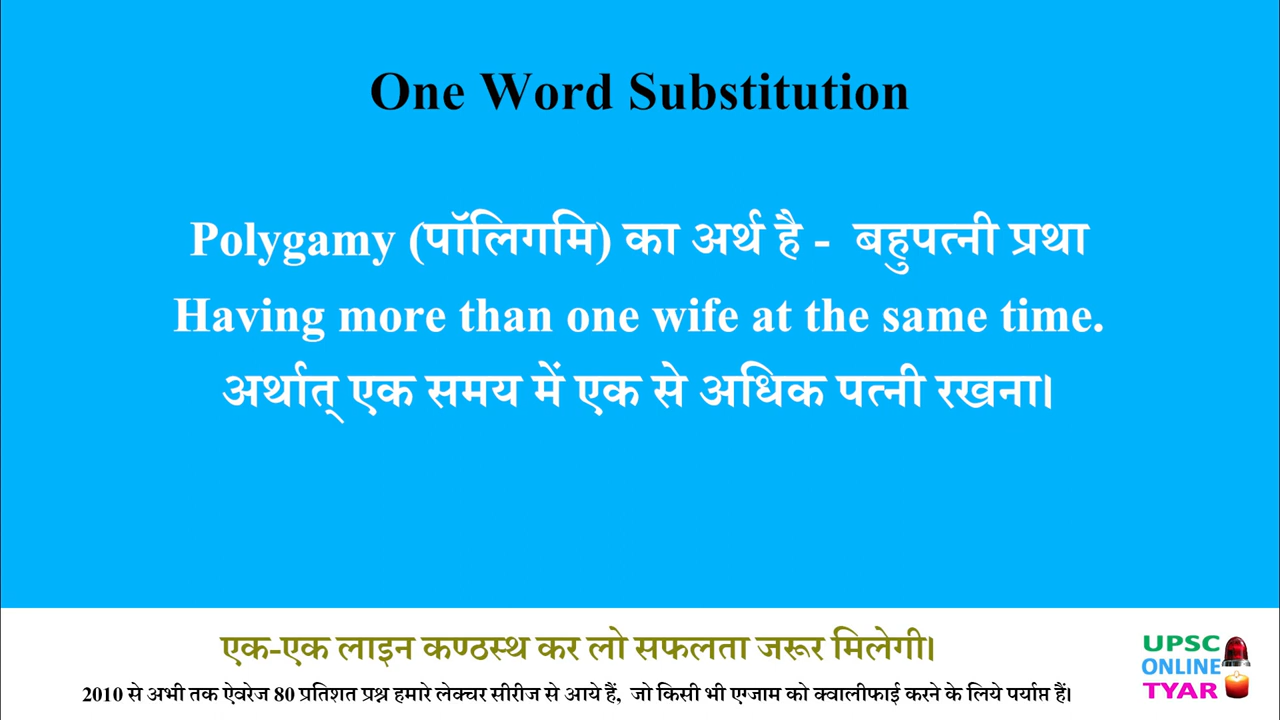 One Word Substitution
Polygamy (पॉलिगमि) का अर्थ है - बहुपत्नी प्रथा
Having more than one wife at the same time.
अर्थात् एक समय में एक से अधिक पत्नी रखना।
एक-एक लाइन कण्ठस्थ कर लो सफलता जरूर मिलेगी।
2010 से अभी तक ऐवरेज 80 प्रतिशत प्रश्न हमारे लेक्चर सीरीज से आये हैं, जो किसी भी एग्जाम को क्वालीफाई करने के लिये पर्याप्त हैं।
UPSC
ONLINE
TYAR